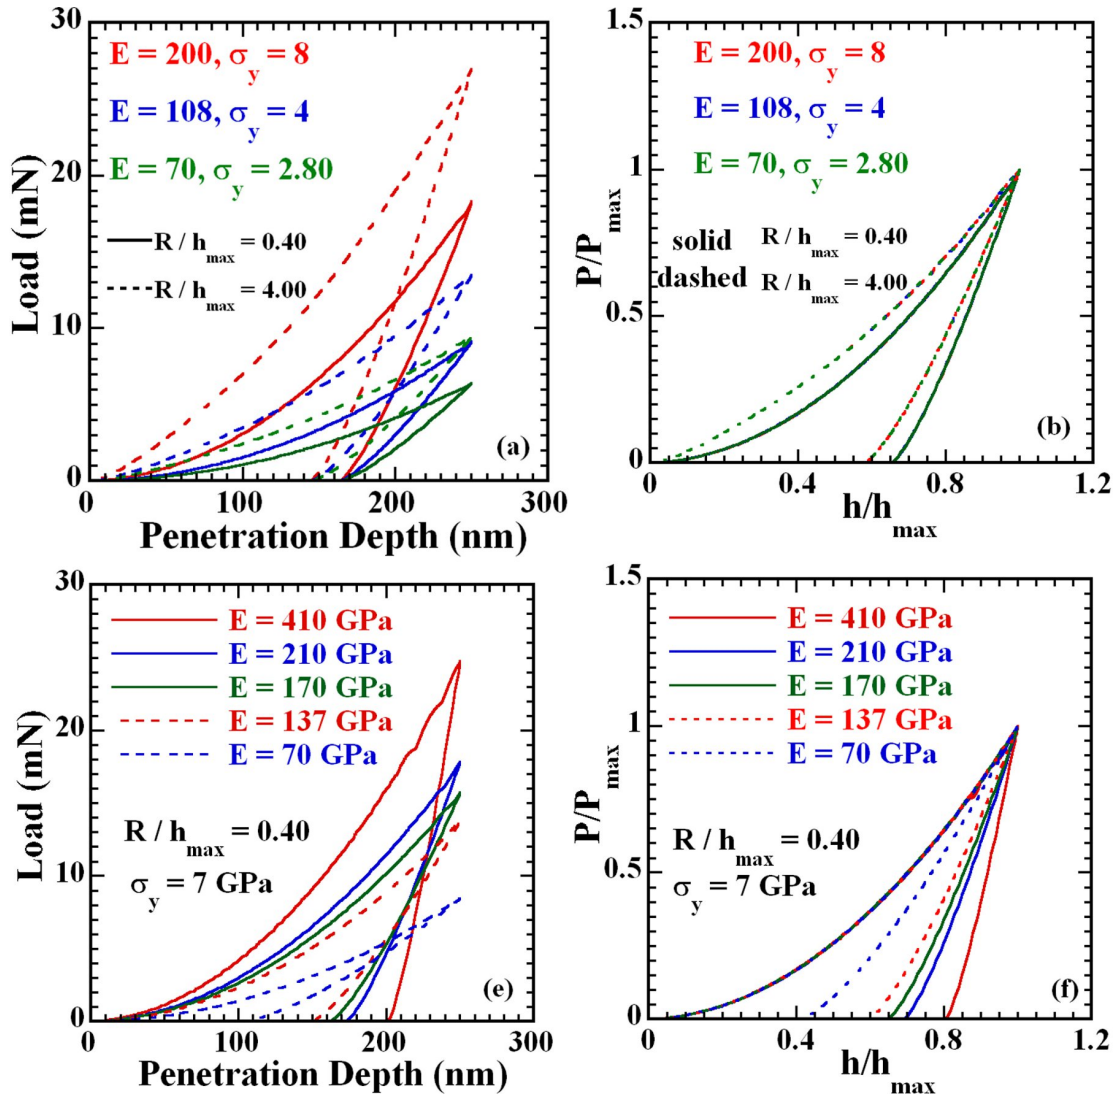 E = 200, σy = 8
E = 108, σy = 4
E = 70, σy = 2.80
R / hmax = 0.40
R / hmax = 4.00
(a)
30
20
10
0
Load (mN)
0 100 200 300
Penetration Depth (nm)
E = 200, σy = 8
E = 108, σy = 4
E = 70, σy = 2.80
solid R / hmax = 0.40
dashed R / hmax = 4.00
(b)
1.5
1
0.5
0
P/Pmax
0 0.4 0.8 1.2
h/hmax
E = 410 GPa
E = 210 GPa
E = 170 GPa
E = 137 GPa
E = 70 GPa
R / hmax = 0.40
σy = 7 GPa
(e)
30
20
10
0
Load (mN)
0 100 200 300
Penetration Depth (nm)
E = 410 GPa
E = 210 GPa
E = 170 GPa
E = 137 GPa
E = 70 GPa
R / hmax = 0.40
σy = 7 GPa
(f)
1.5
1
0.5
0
P/Pmax
0 0.4 0.8 1.2
h/hmax